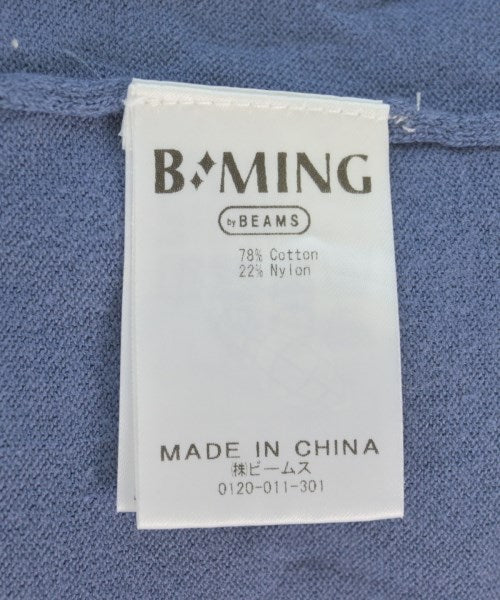 B:MING
by BEAMS
78% Cotton
22% Nylon
MADE IN CHINA
㈱ビームス
0120-011-301